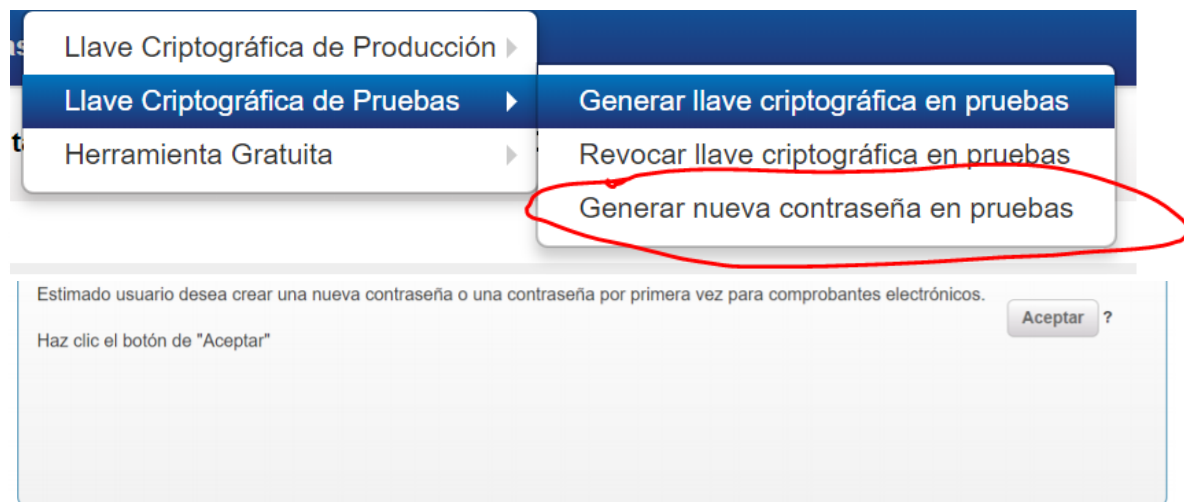 Llave Criptográfica de Producción
Llave Criptográfica de Pruebas
Generar llave criptográfica en pruebas
Herramienta Gratuita
Revocar llave criptográfica en pruebas
Generar nueva contraseña en pruebas
Estimado usuario desea crear una nueva contraseña o una contraseña por primera vez para comprobantes electrónicos.
Aceptar ?
Haz clic el botón de "Aceptar"